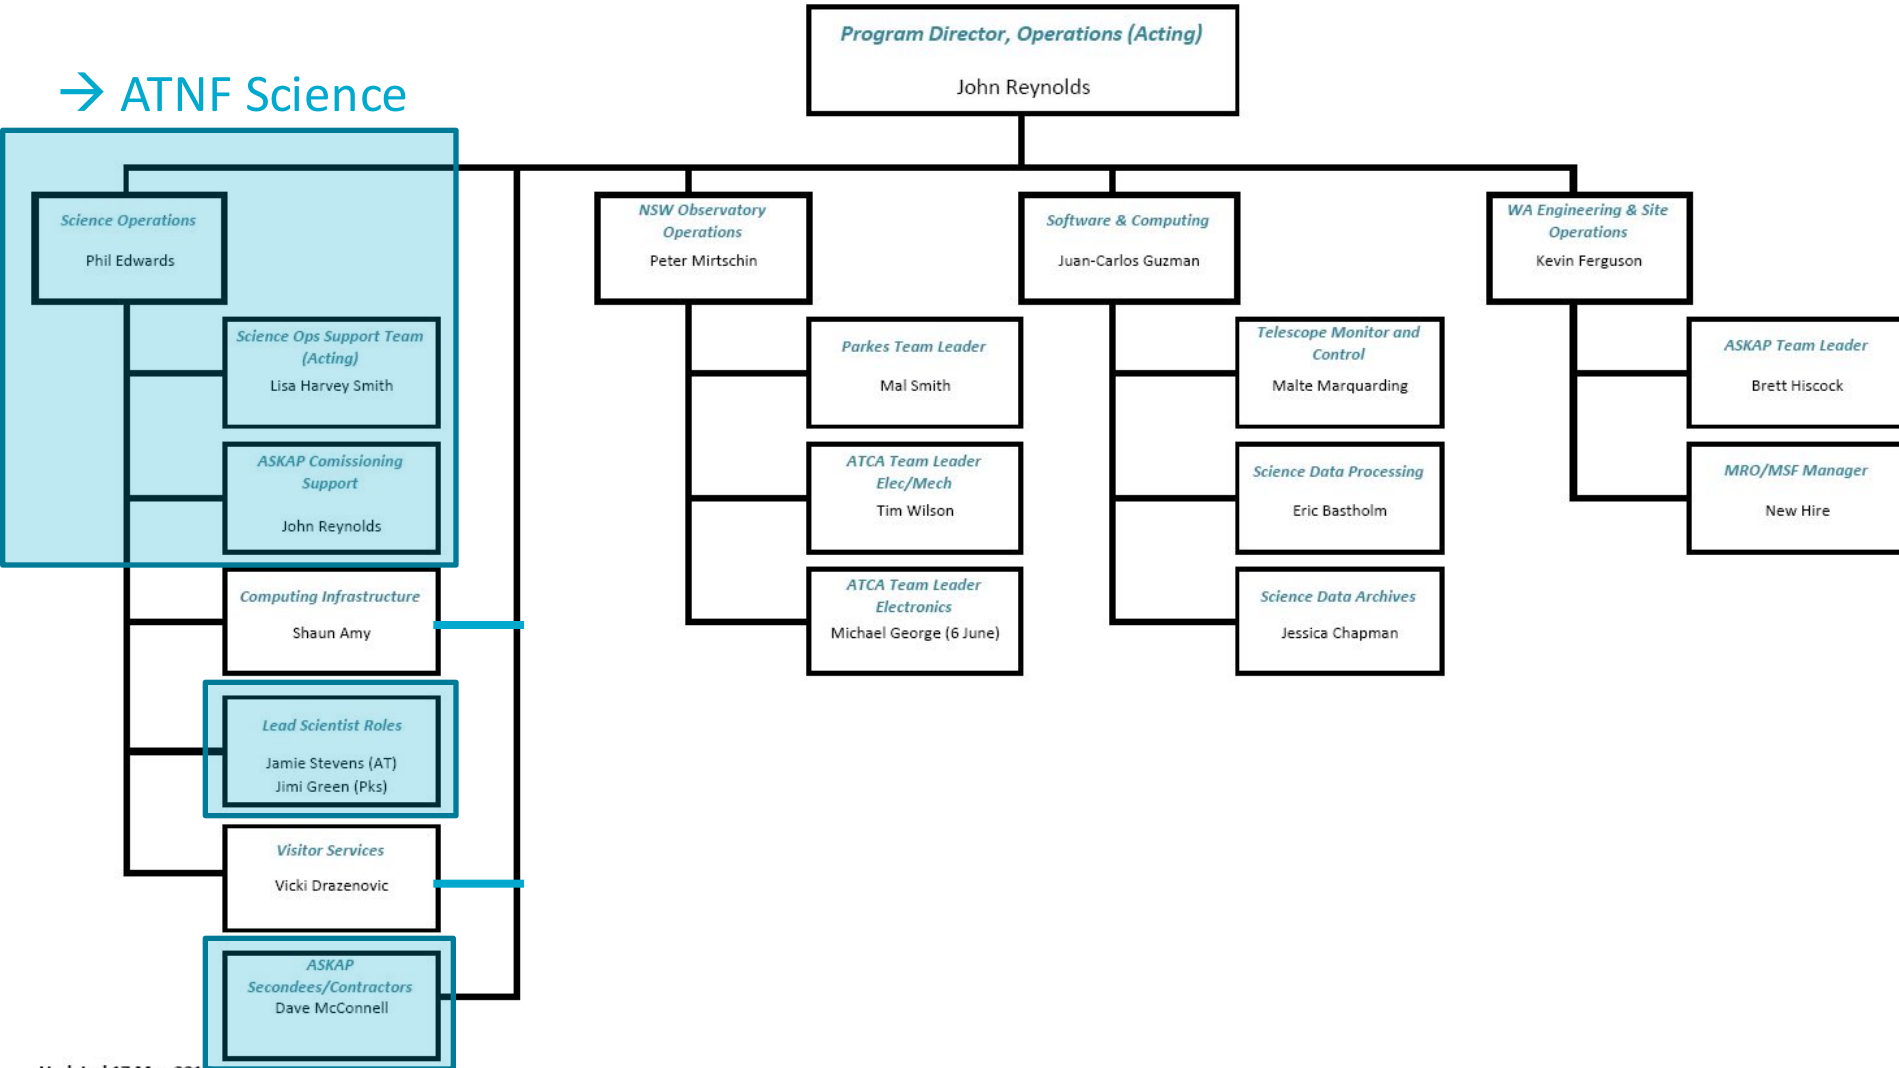 Program Director, Operations (Acting)
John Reynolds
→ ATNF Science
Science Operations
Phil Edwards
Science Ops Support Team
(Acting)
Lisa Harvey Smith
ASKAP Comissioning
Support
John Reynolds
Computing Infrastructure
Shaun Amy
Lead Scientist Roles
Jamie Stevens (AT)
Jimi Green (Pks)
Visitor Services
Vicki Drazenovic
ASKAP
Secondees/Contractors
Dave McConnell
NSW Observatory
Operations
Peter Mirtschin
Parkes Team Leader
Mal Smith
ATCA Team Leader
Elec/Mech
Tim Wilson
ATCA Team Leader
Electronics
Michael George (6 June)
Software & Computing
Juan-Carlos Guzman
Telescope Monitor and
Control
Malte Marquarding
Science Data Processing
Eric Bastholm
Science Data Archives
Jessica Chapman
WA Engineering & Site
Operations
Kevin Ferguson
ASKAP Team Leader
Brett Hiscock
MRO/MSF Manager
New Hire